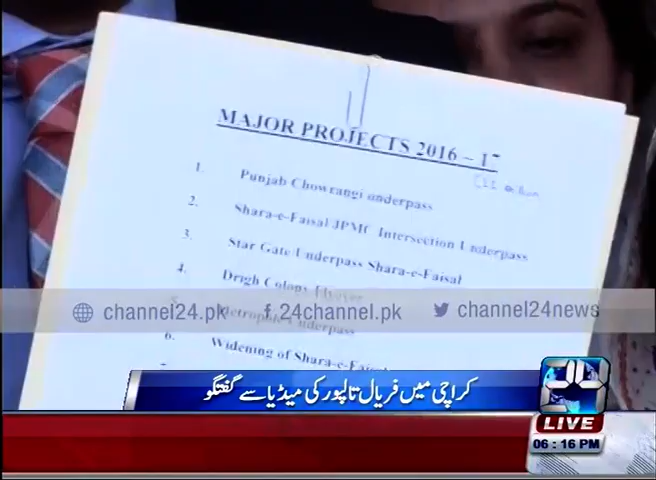 MAJOR PROJECTS 2016 – 17
1. Punjab Chowrangi underpass
2. Shara-e-Faisal JPMC Intersection Underpass
3. Star Gate Underpass Shara-e-Faisal
4. Drigh Colony Flyover
5. Metropole Underpass
6. Widening of Shara-e-Faisal
channel24.pk
24channel.pk
channel24news
کراچی میں فریال تالپور کی میڈیا سے گفتگو
24
LIVE
06:16 PM